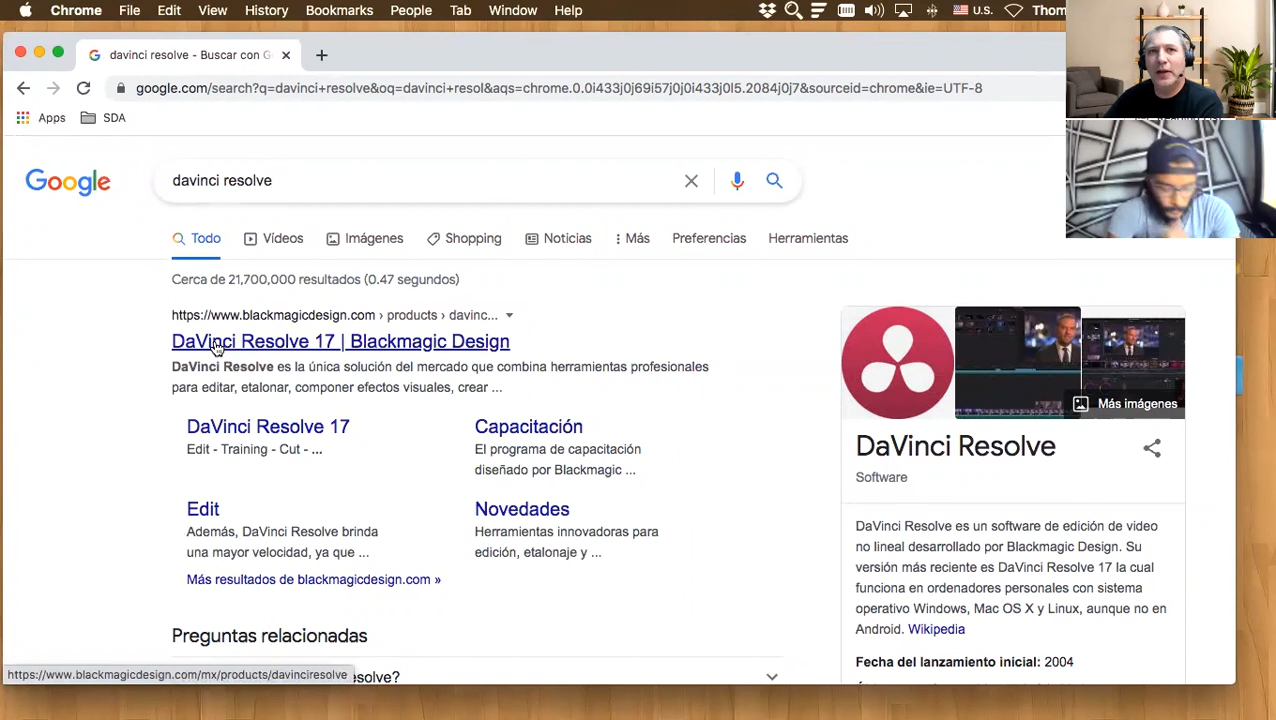 Chrome File Edit View History Bookmarks People Tab Window Help U.S. Thom
davinci resolve - Buscar con G
google.com/search?q=davinci+resolve&oq=davinci+resol&aqs=chrome.0.0i433j0j69i57j0j0i433j0l5.2084j0j7&sourceid=chrome&ie=UTF-8
Apps SDA
Google davinci resolve
Todo Vídeos Imágenes Shopping Noticias Más Preferencias Herramientas
Cerca de 21,700,000 resultados (0.47 segundos)
https://www.blackmagicdesign.com › products › davinc...
DaVinci Resolve 17 | Blackmagic Design
DaVinci Resolve es la única solución del mercado que combina herramientas profesionales
para editar, etalonar, componer efectos visuales, crear ...
DaVinci Resolve 17
Edit - Training - Cut - ...
Capacitación
El programa de capacitación
diseñado por Blackmagic ...
Edit
Además, DaVinci Resolve brinda
una mayor velocidad, ya que ...
Novedades
Herramientas innovadoras para
edición, etalonaje y ...
Más resultados de blackmagicdesign.com »
Preguntas relacionadas
esolve?
https://www.blackmagicdesign.com/mx/products/davinciresolve
Más imágenes
DaVinci Resolve
Software
DaVinci Resolve es un software de edición de video
no lineal desarrollado por Blackmagic Design. Su
versión más reciente es DaVinci Resolve 17 la cual
funciona en ordenadores personales con sistema
operativo Windows, Mac OS X y Linux, aunque no en
Android. Wikipedia
Fecha del lanzamiento inicial: 2004